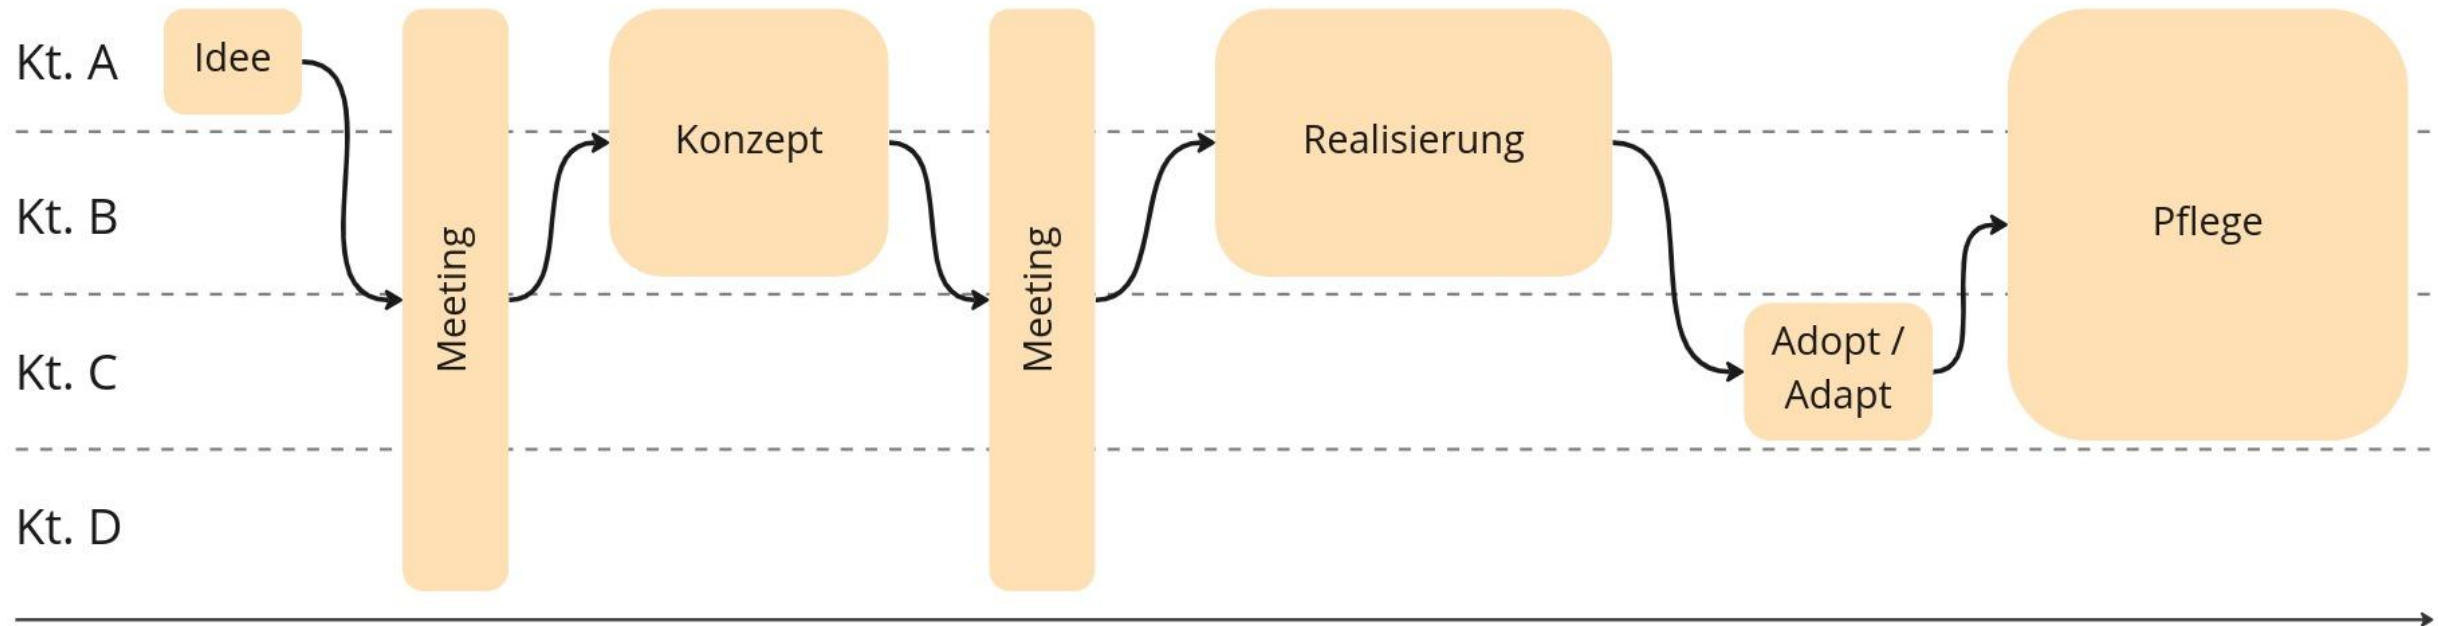 Kt. A
Idee
Meeting
Konzept
Meeting
Realisierung
Pflege
Kt. B
Kt. C
Adopt /
Adapt
Kt. D